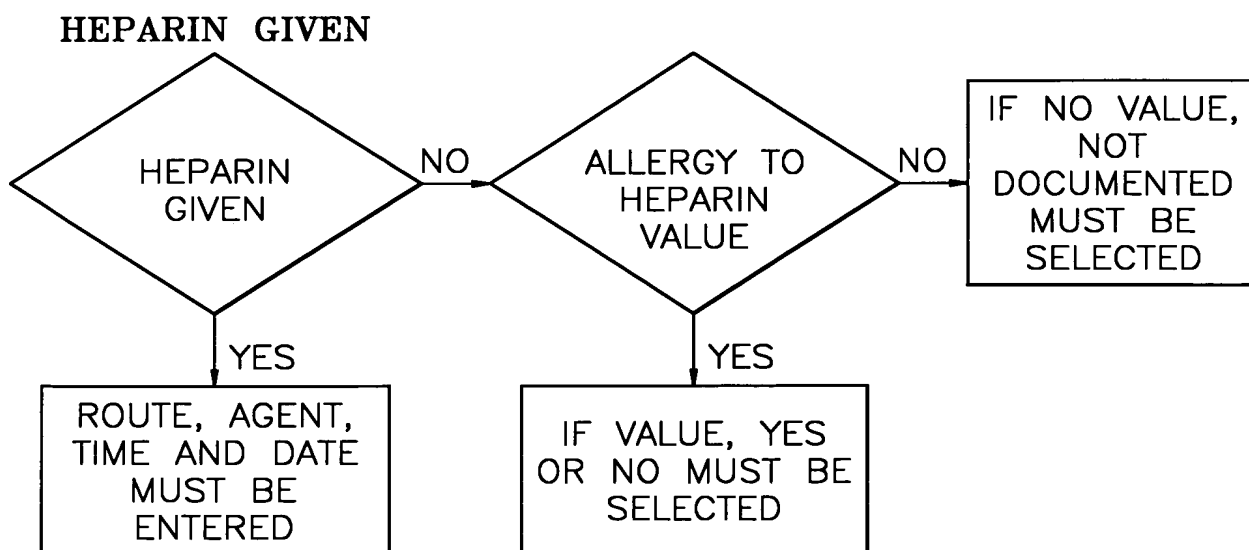 HEPARIN GIVEN
HEPARIN
GIVEN
NO
ALLERGY TO
HEPARIN
VALUE
NO
IF NO VALUE,
NOT
DOCUMENTED
MUST BE
SELECTED
YES
ROUTE, AGENT,
TIME AND DATE
MUST BE
ENTERED
YES
IF VALUE, YES
OR NO MUST BE
SELECTED